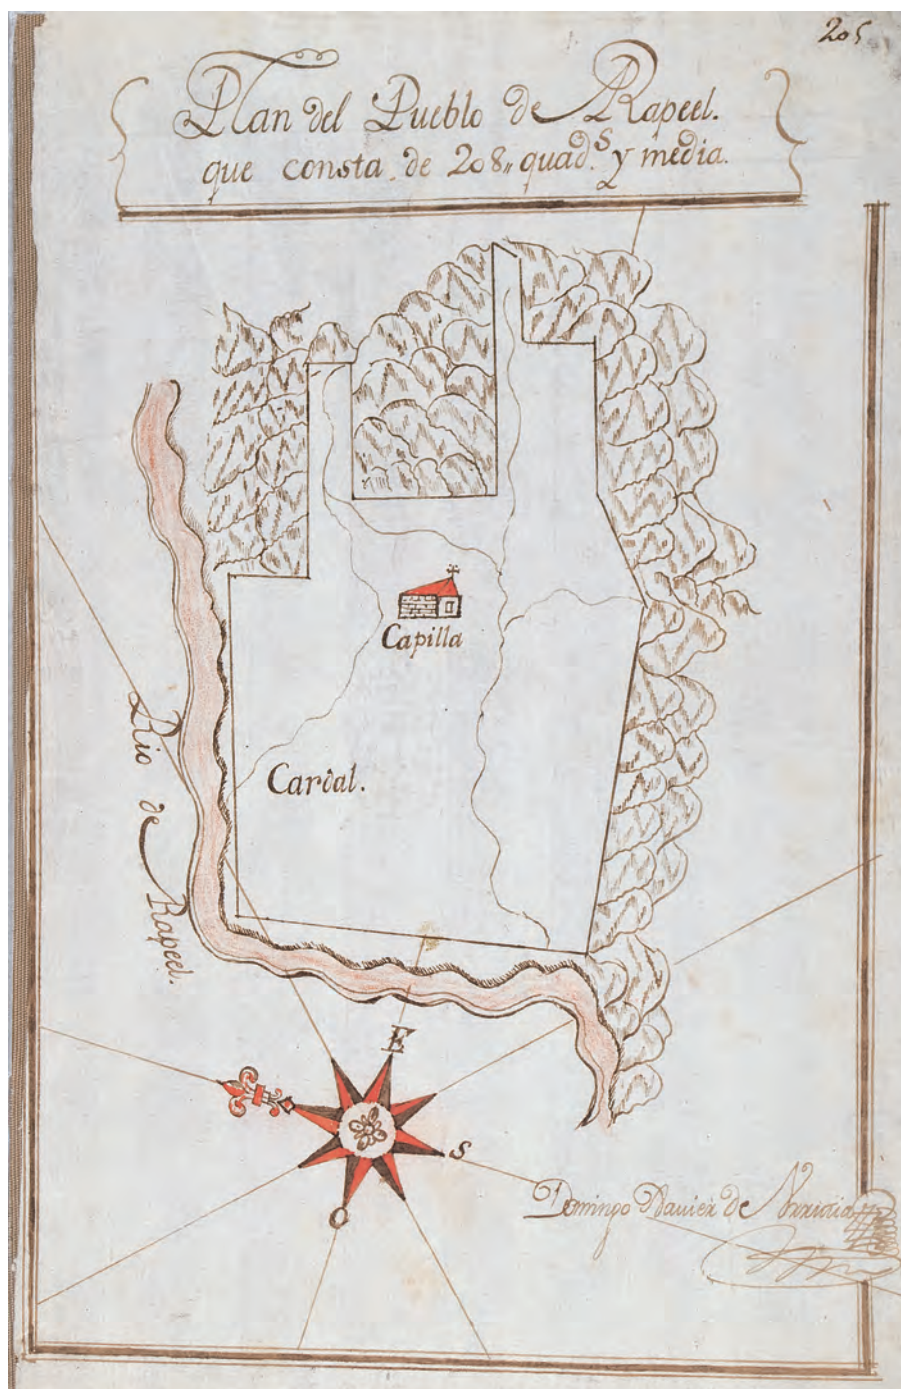 205
Plan del Pueblo de Rapeel.
que consta. de 208,, quad.s y media.
Capilla
Cardal.
Rio de Rapeel.
E
S
O
Domingo Xavier de